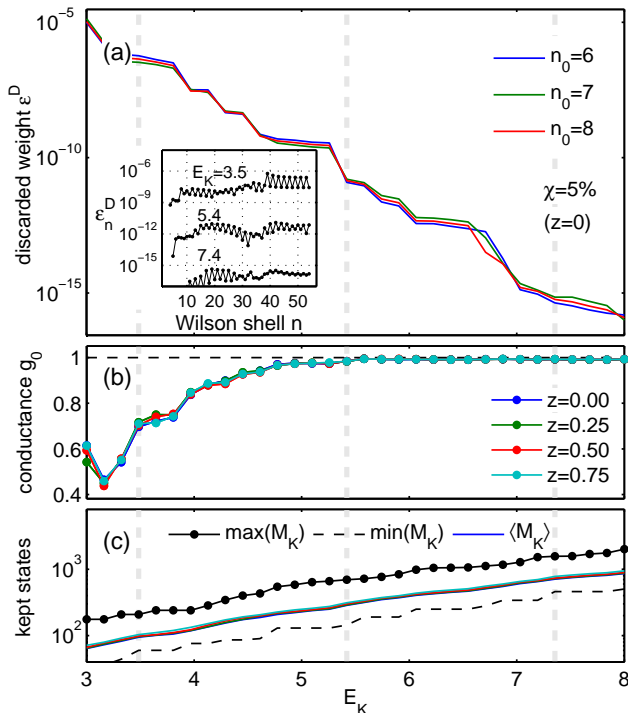 10^-5
10^-10
10^-15
discarded weight ε^D
(a)
n_0=6
n_0=7
n_0=8
χ=5%
(z=0)
E_K=3.5
5.4
7.4
10^-6
10^-9
10^-12
10^-15
ε_n^D
10 20 30 40 50
Wilson shell n
1
0.8
0.6
0.4
conductance g_0
(b)
z=0.00
z=0.25
z=0.50
z=0.75
10^3
10^2
kept states
(c)
max(M_K)
min(M_K)
⟨M_K⟩
3 4 5 6 7 8
E_K